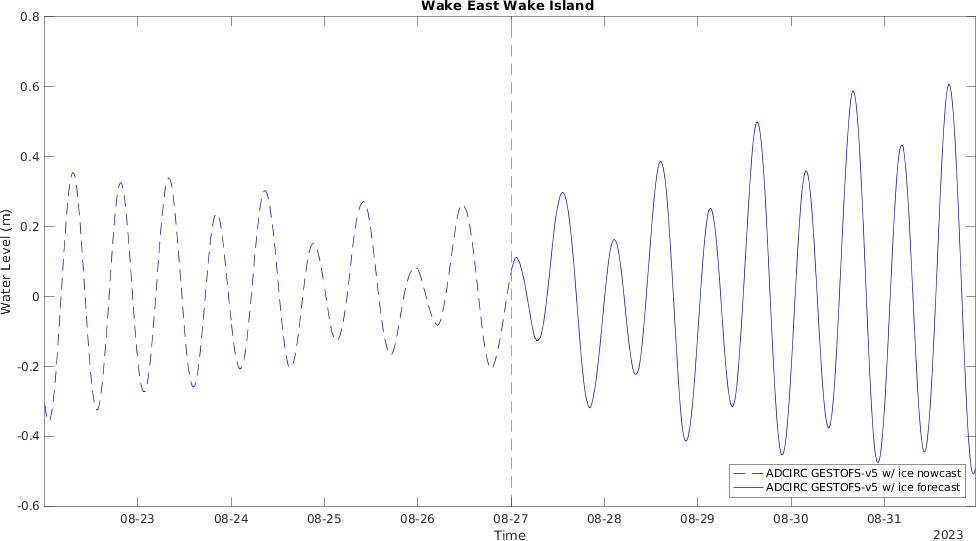 Wake East Wake Island
0.8
0.6
0.4
0.2
0
-0.2
-0.4
-0.6
Water Level (m)
ADCIRC GESTOFS-v5 w/ ice nowcast
ADCIRC GESTOFS-v5 w/ ice forecast
08-23 08-24 08-25 08-26 08-27 08-28 08-29 08-30 08-31
Time
2023